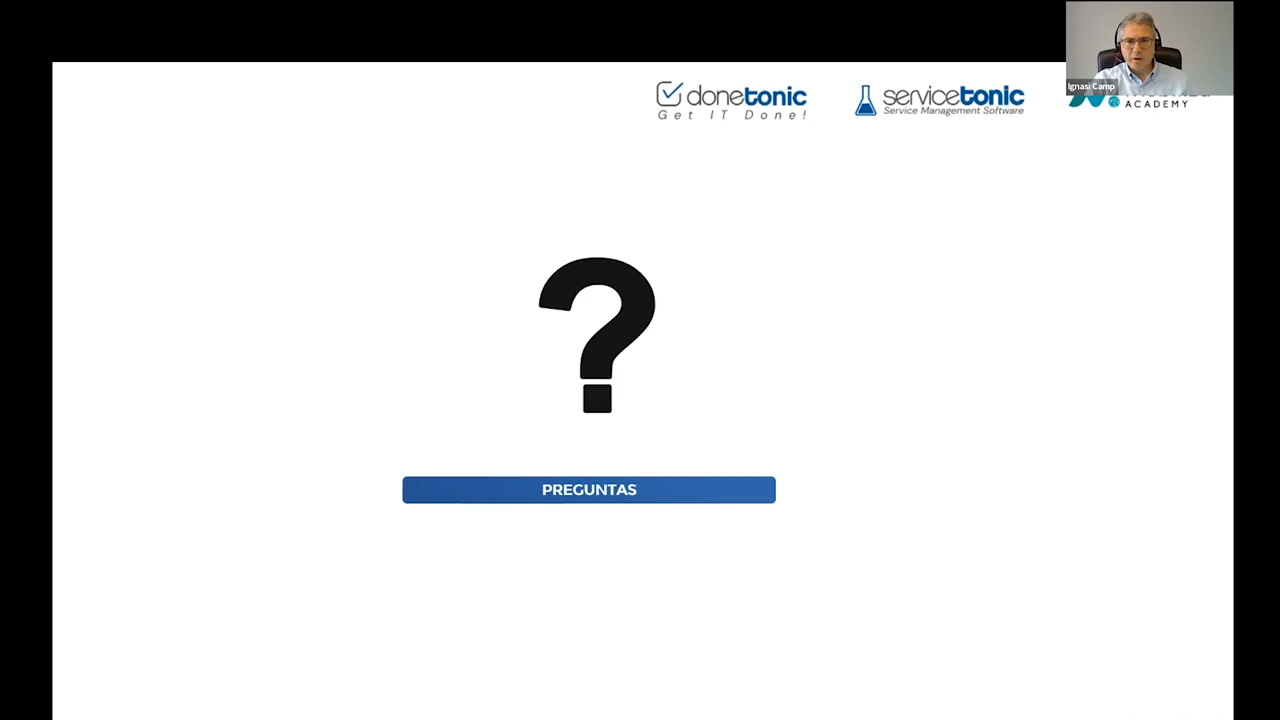 donetonic
Get IT Done!
servicetonic
Service Management Software
Ignasi Camp
ACADEMY
?
PREGUNTAS